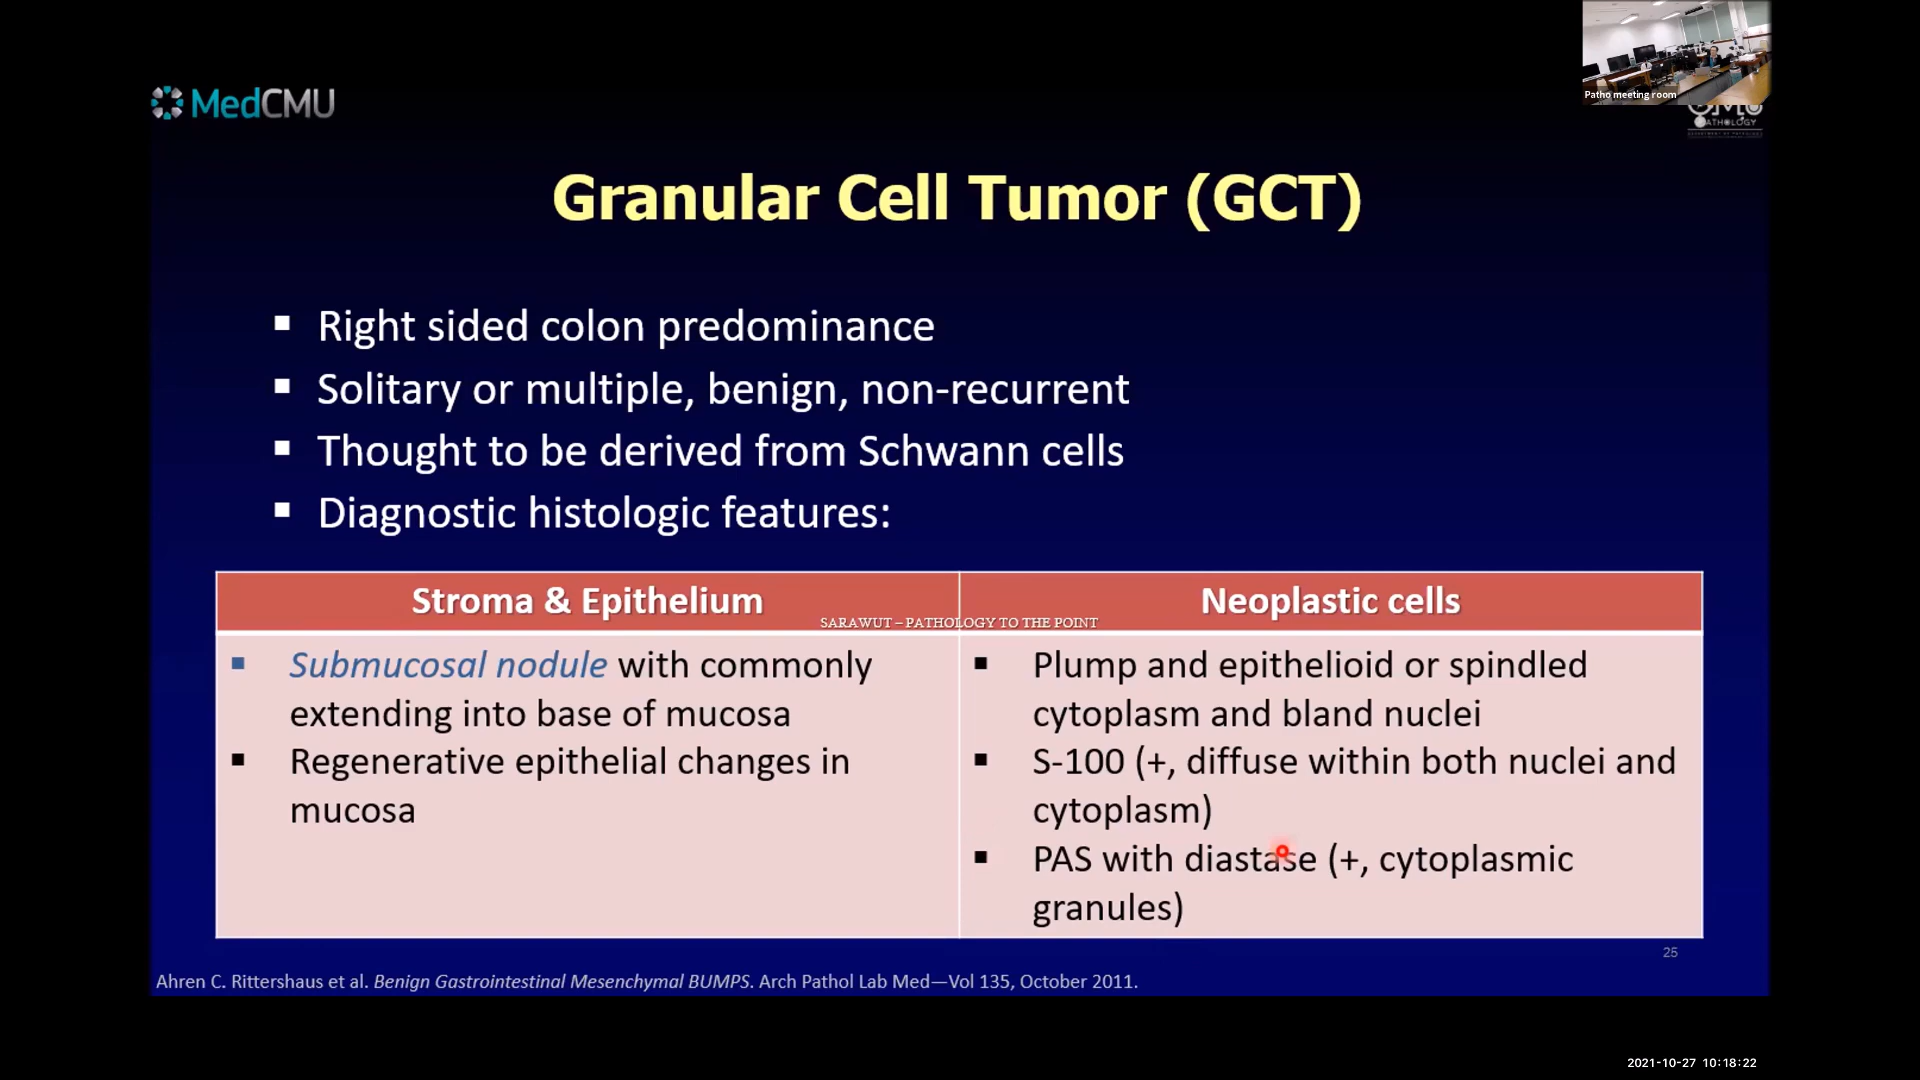 Patho meeting room
MedCMU
PATHOLOGY
Granular Cell Tumor (GCT)
▪ Right sided colon predominance
▪ Solitary or multiple, benign, non-recurrent
▪ Thought to be derived from Schwann cells
▪ Diagnostic histologic features:
Stroma & Epithelium
▪ Submucosal nodule with commonly
extending into base of mucosa
▪ Regenerative epithelial changes in
mucosa
Neoplastic cells
▪ Plump and epithelioid or spindled
cytoplasm and bland nuclei
▪ S-100 (+, diffuse within both nuclei and
cytoplasm)
▪ PAS with diastase (+, cytoplasmic
granules)
SARAWUT – PATHOLOGY TO THE POINT
25
Ahren C. Rittershaus et al. Benign Gastrointestinal Mesenchymal BUMPS. Arch Pathol Lab Med—Vol 135, October 2011.
2021-10-27 10:18:22